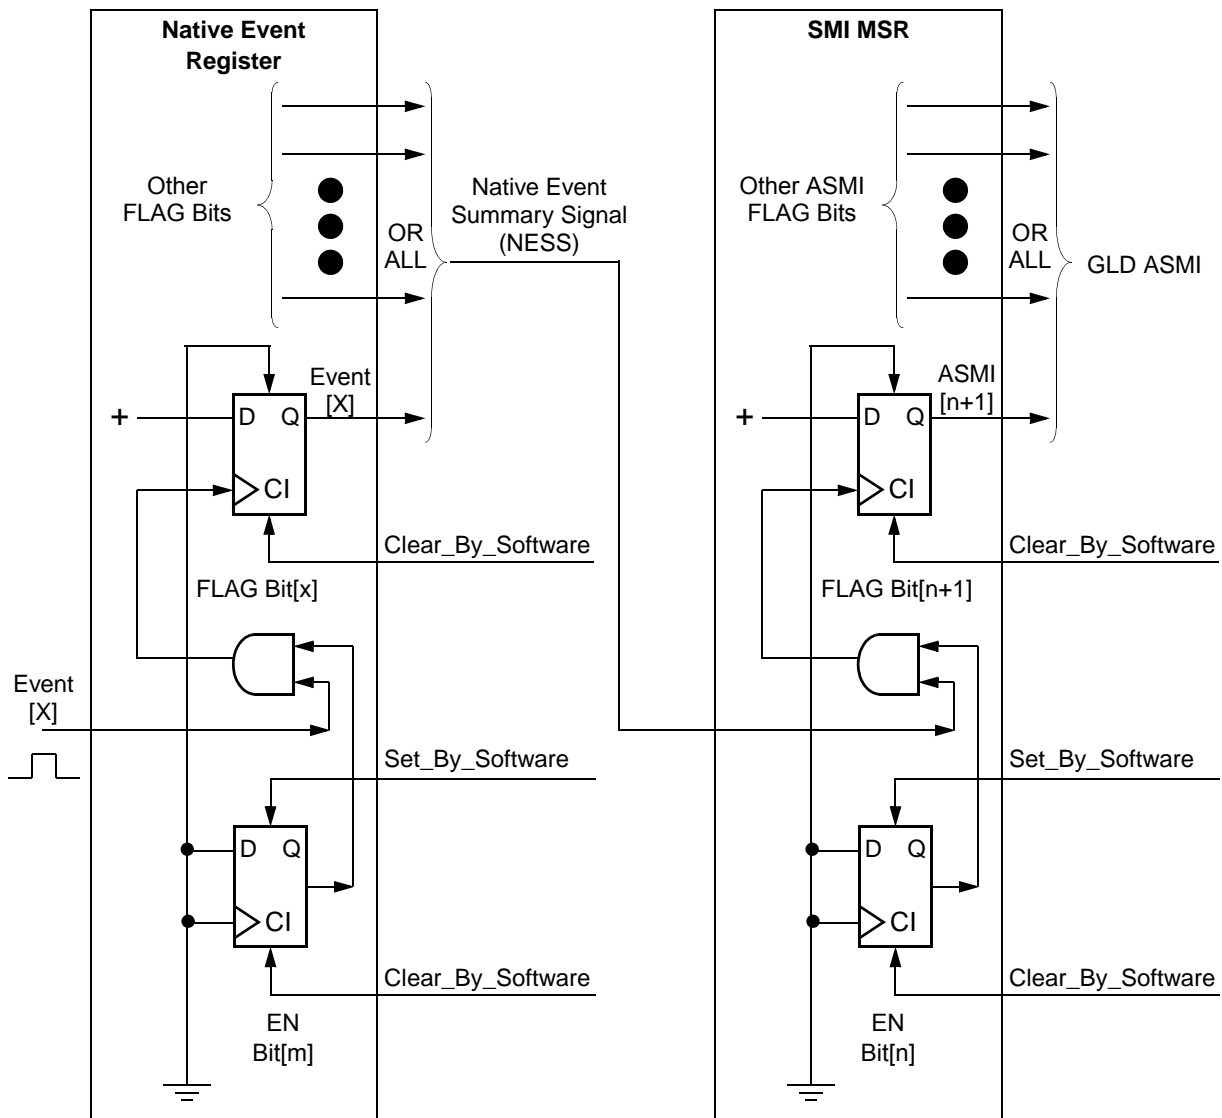 Native Event
Register
Other
FLAG Bits
OR
ALL
Native Event
Summary Signal
(NESS)
Event
[X]
+
D Q
CI
Clear_By_Software
FLAG Bit[x]
Event
[X]
Set_By_Software
D Q
CI
Clear_By_Software
EN
Bit[m]
SMI MSR
Other ASMI
FLAG Bits
OR
ALL
GLD ASMI
ASMI
[n+1]
+
D Q
CI
Clear_By_Software
FLAG Bit[n+1]
Set_By_Software
D Q
CI
Clear_By_Software
EN
Bit[n]